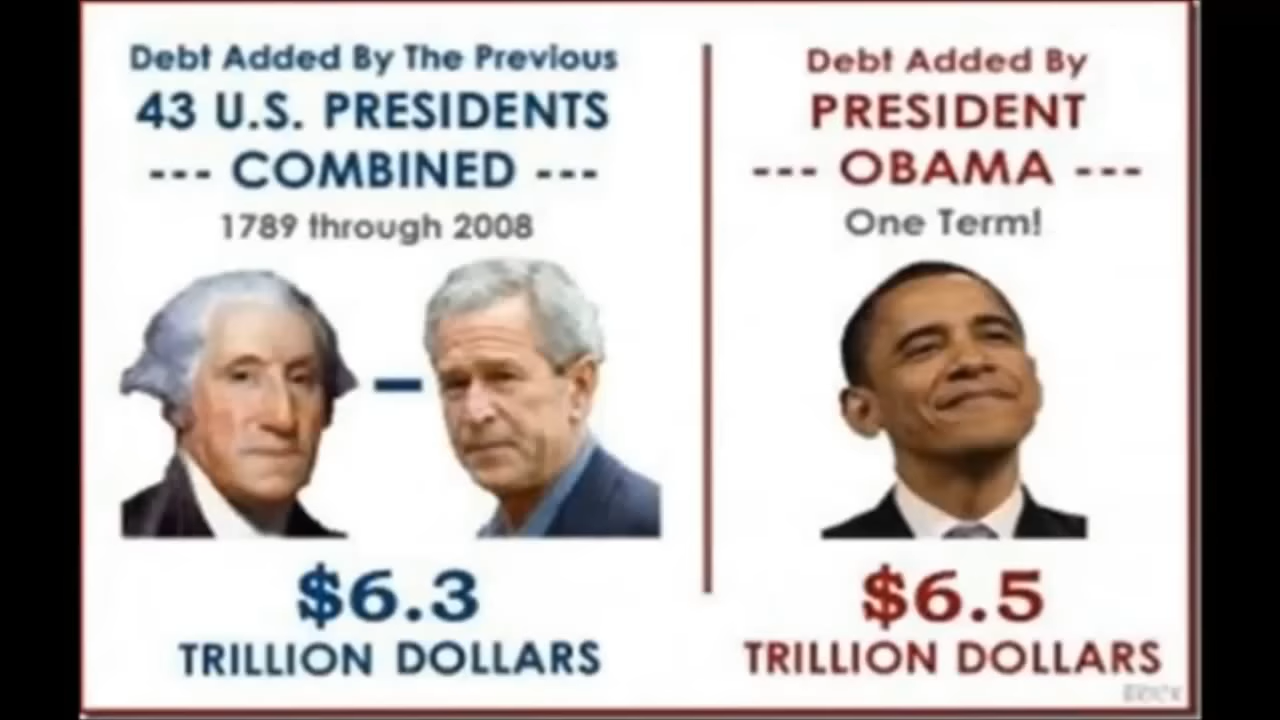 Debt Added By The Previous
43 U.S. PRESIDENTS
--- COMBINED ---
1789 through 2008
$6.3
TRILLION DOLLARS
Debt Added By
PRESIDENT
--- OBAMA ---
One Term!
$6.5
TRILLION DOLLARS